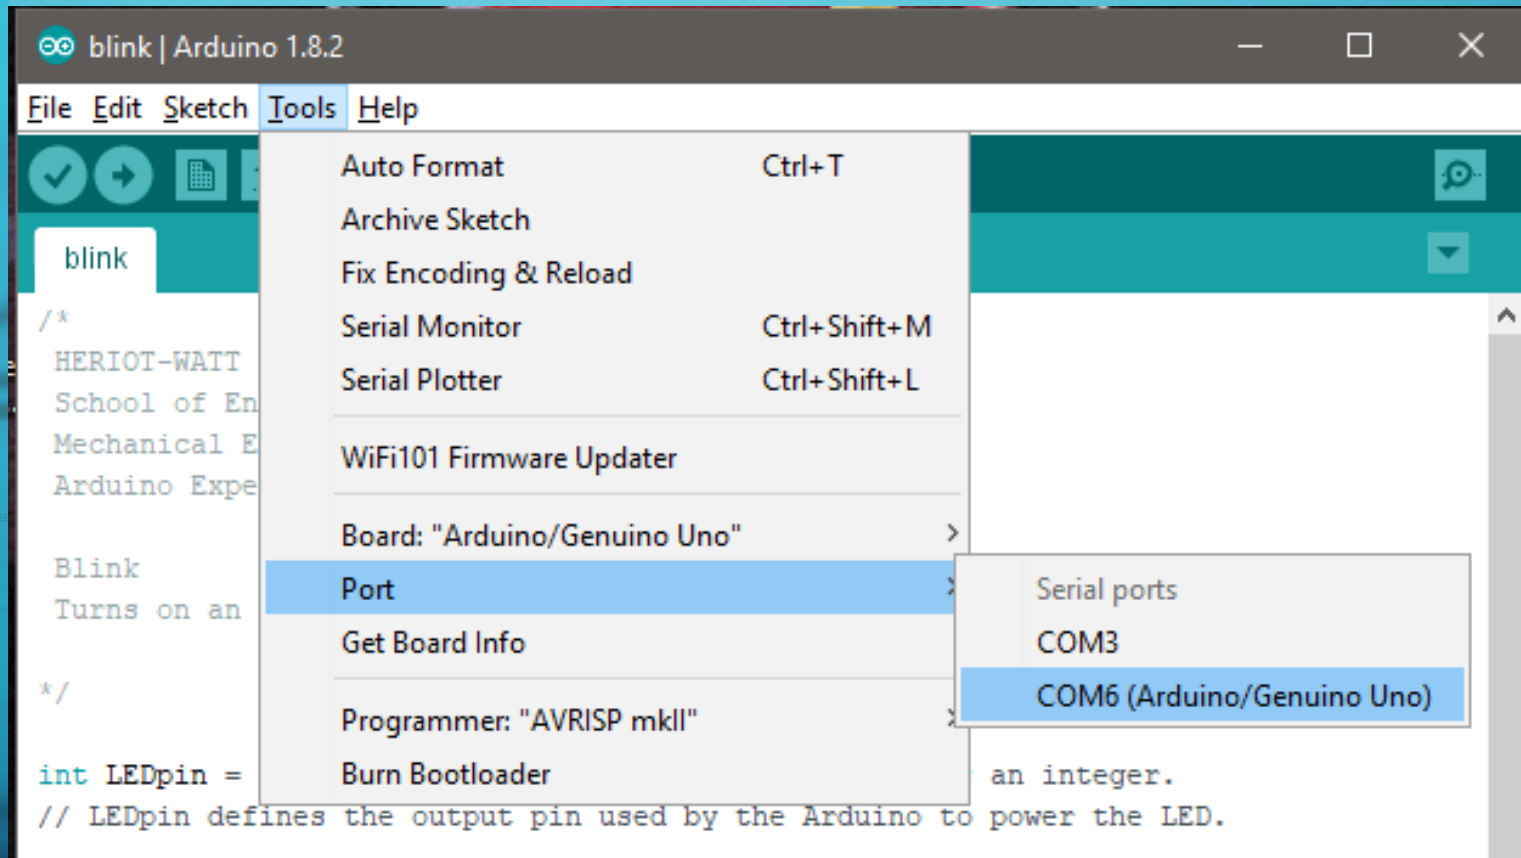 blink | Arduino 1.8.2
File Edit Sketch Tools Help
Auto Format Ctrl+T
Archive Sketch
Fix Encoding & Reload
Serial Monitor Ctrl+Shift+M
Serial Plotter Ctrl+Shift+L
WiFi101 Firmware Updater
Board: "Arduino/Genuino Uno"
Port
Get Board Info
Programmer: "AVRISP mkII"
Burn Bootloader
Serial ports
COM3
COM6 (Arduino/Genuino Uno)
blink
/*
HERIOT-WATT
School of
Mechanical
Arduino
Blink
Turns on an
*/
int LEDpin = an integer.
// LEDpin defines the output pin used by the Arduino to power the LED.